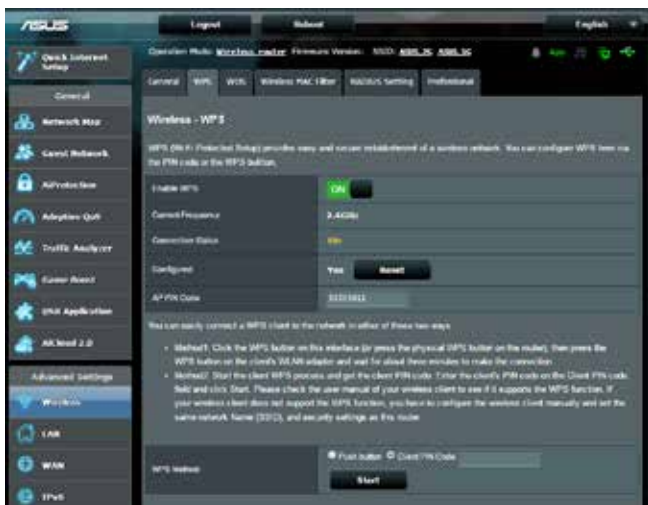 ASUS
Logout
Reboot
English
Quick Internet
Setup
Operation Mode: Wireless router Firmware Version: SSID: ASUS_2G ASUS_5G
App
General
WPS
WDS
Wireless MAC Filter
RADIUS Setting
Professional
General
Network Map
Guest Network
AiProtection
Adaptive QoS
Traffic Analyzer
Game Boost
USB Application
AiCloud 2.0
Advanced Settings
Wireless
LAN
WAN
IPv6
Wireless - WPS
WPS (Wi-Fi Protected Setup) provides easy and secure establishment of a wireless network. You can configure WPS here via
the PIN code or the WPS button.
Enable WPS
ON
Current Frequency
2.4GHz
Connection Status
Idle
Configured
Yes
Reset
AP PIN Code
You can easily connect a WPS client to the network in either of these two ways:
• Method1: Click the WPS button on this interface (or press the physical WPS button on the router), then press the
WPS button on the client's WLAN adapter and wait for about three minutes to make the connection.
• Method2: Start the client WPS process and get the client PIN code. Enter the client's PIN code on the Client PIN code
field and click Start. Please check the user manual of your wireless client to see if it supports the WPS function. If
your wireless client does not support the WPS function, you have to configure the wireless client manually and set the
same network Name (SSID), and security settings as this router.
WPS Method:
Push button
Client PIN Code
Start